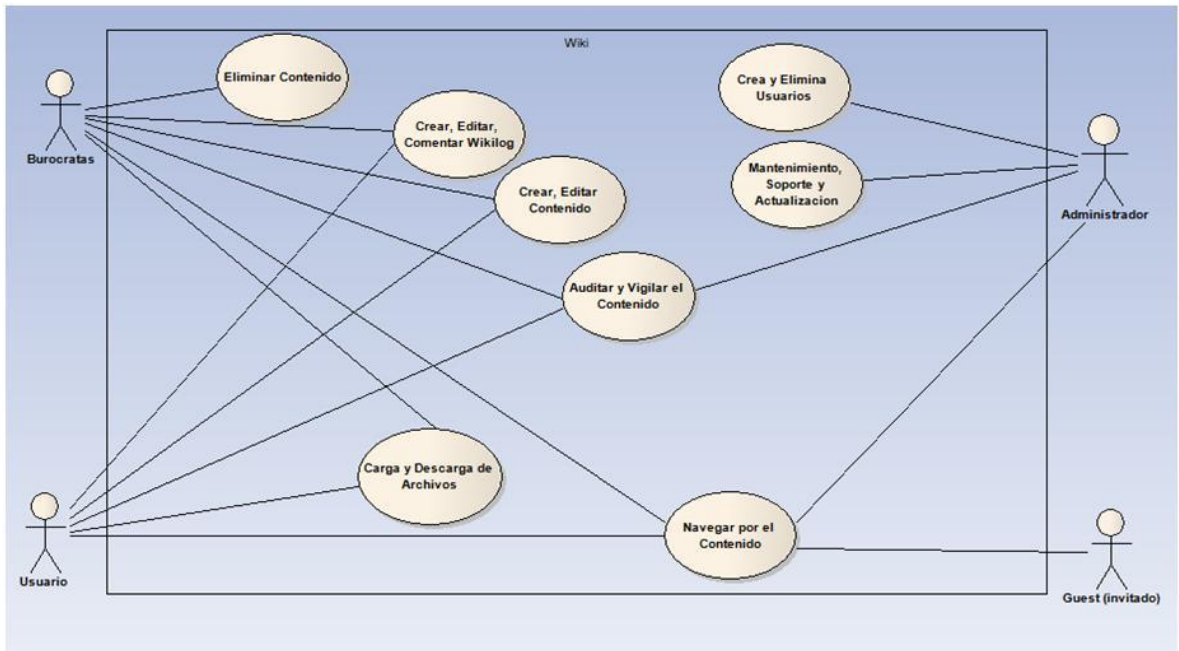 Wiki
Eliminar Contenido
Crea y Elimina
Usuarios
Crear, Editar,
Comentar Wikilog
Burocratas
Mantenimiento,
Soporte y
Actualizacion
Crear, Editar
Contenido
Administrador
Auditar y Vigilar el
Contenido
Carga y Descarga de
Archivos
Navegar por el
Contenido
Usuario
Guest (invitado)